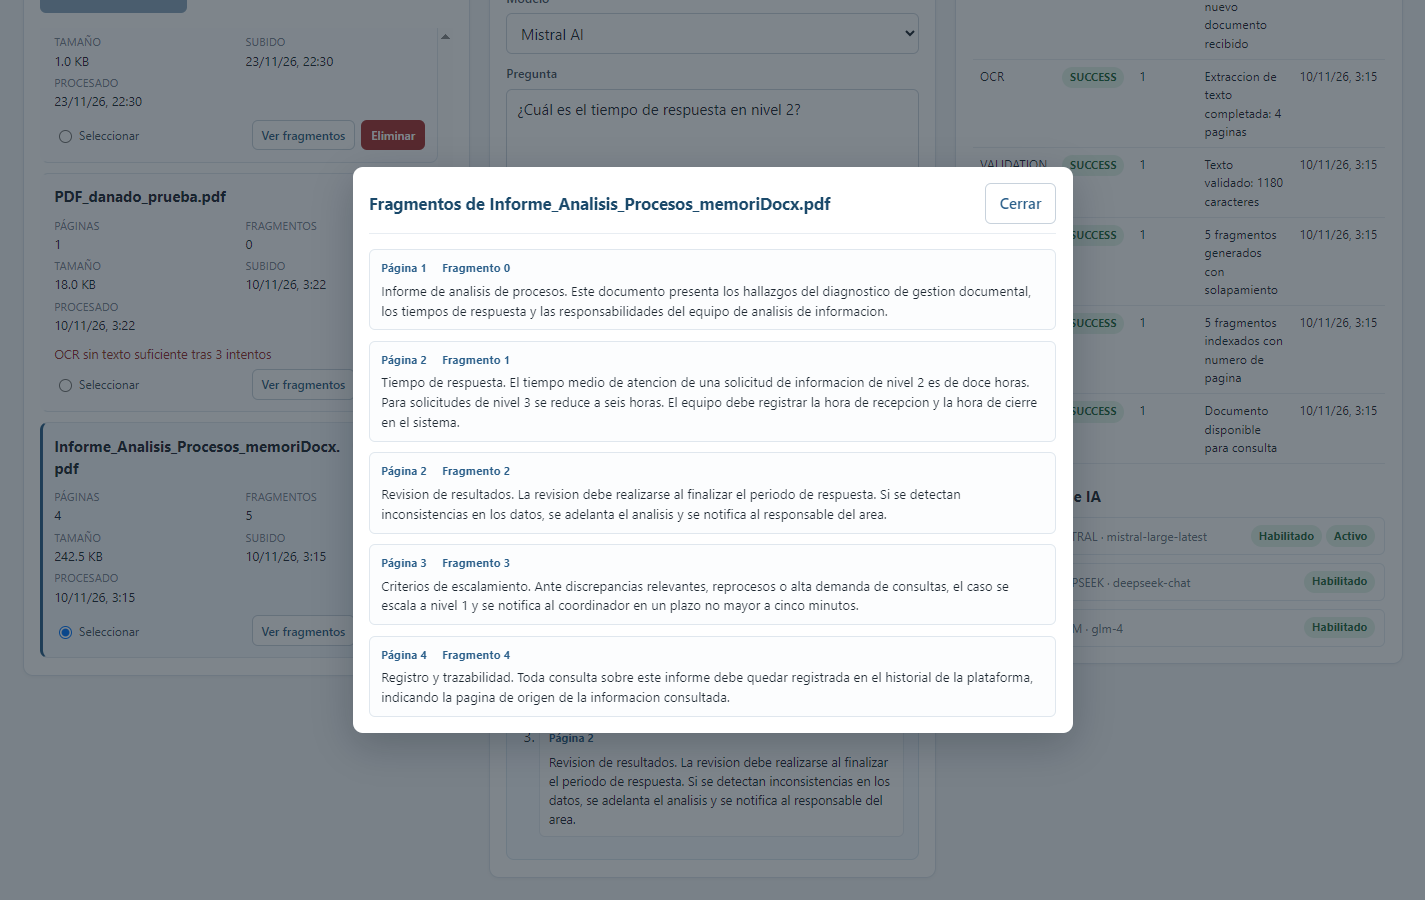 TAMAÑO
SUBIDO
1.0 KB
23/11/26, 22:30
PROCESADO
23/11/26, 22:30
Seleccionar
Ver fragmentos
Eliminar
PDF_danado_prueba.pdf
PÁGINAS
FRAGMENTOS
1
0
TAMAÑO
SUBIDO
18.0 KB
10/11/26, 3:22
PROCESADO
10/11/26, 3:22
OCR sin texto suficiente tras 3 intentos
Seleccionar
Ver fragmentos
Informe_Analisis_Procesos_memoriDocx.
pdf
PÁGINAS
FRAGMENTOS
4
5
TAMAÑO
SUBIDO
242.5 KB
10/11/26, 3:15
PROCESADO
10/11/26, 3:15
Seleccionar
Ver fragmentos
Modelo
Mistral AI
Pregunta
¿Cuál es el tiempo de respuesta en nivel 2?
Fragmentos de Informe_Analisis_Procesos_memoriDocx.pdf
Cerrar
Página 1 Fragmento 0
Informe de analisis de procesos. Este documento presenta los hallazgos del diagnostico de gestion documental,
los tiempos de respuesta y las responsabilidades del equipo de analisis de informacion.
Página 2 Fragmento 1
Tiempo de respuesta. El tiempo medio de atencion de una solicitud de informacion de nivel 2 es de doce horas.
Para solicitudes de nivel 3 se reduce a seis horas. El equipo debe registrar la hora de recepcion y la hora de cierre
en el sistema.
Página 2 Fragmento 2
Revision de resultados. La revision debe realizarse al finalizar el periodo de respuesta. Si se detectan
inconsistencias en los datos, se adelanta el analisis y se notifica al responsable del area.
Página 3 Fragmento 3
Criterios de escalamiento. Ante discrepancias relevantes, reprocesos o alta demanda de consultas, el caso se
escala a nivel 1 y se notifica al coordinador en un plazo no mayor a cinco minutos.
Página 4 Fragmento 4
Registro y trazabilidad. Toda consulta sobre este informe debe quedar registrada en el historial de la plataforma,
indicando la pagina de origen de la informacion consultada.
3. Página 2
Revision de resultados. La revision debe realizarse al finalizar
el periodo de respuesta. Si se detectan inconsistencias en los
datos, se adelanta el analisis y se notifica al responsable del
area.
nuevo
documento
recibido
OCR SUCCESS 1 Extraccion de 10/11/26, 3:15
texto
completada: 4
paginas
VALIDATION SUCCESS 1 Texto 10/11/26, 3:15
validado: 1180
caracteres
SUCCESS 1 5 fragmentos 10/11/26, 3:15
generados
con
solapamiento
SUCCESS 1 5 fragmentos 10/11/26, 3:15
indexados con
numero de
pagina
SUCCESS 1 Documento 10/11/26, 3:15
disponible
para consulta
e IA
TRAL · mistral-large-latest
Habilitado
Activo
PSEEK · deepseek-chat
Habilitado
M · glm-4
Habilitado